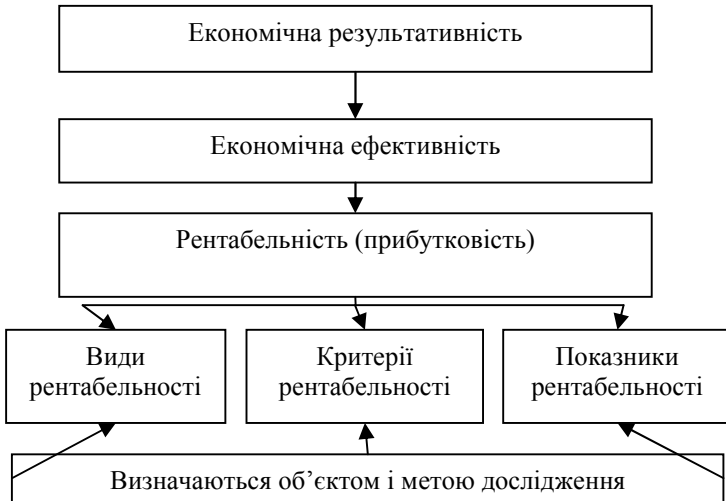 Економічна результативність
Економічна ефективність
Рентабельність (прибутковість)
Види
рентабельності
Критерії
рентабельності
Показники
рентабельності
Визначаються об’єктом і метою дослідження